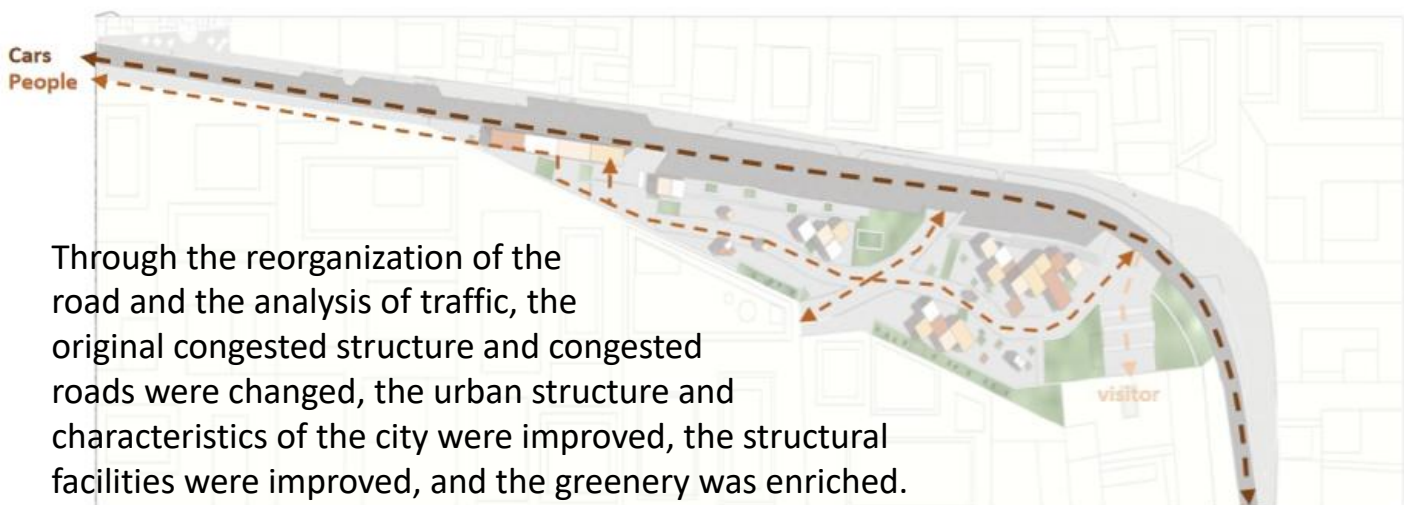 Cars
People
Through the reorganization of the
road and the analysis of traffic, the
original congested structure and congested
roads were changed, the urban structure and
characteristics of the city were improved, the structural
facilities were improved, and the greenery was enriched.
visitor